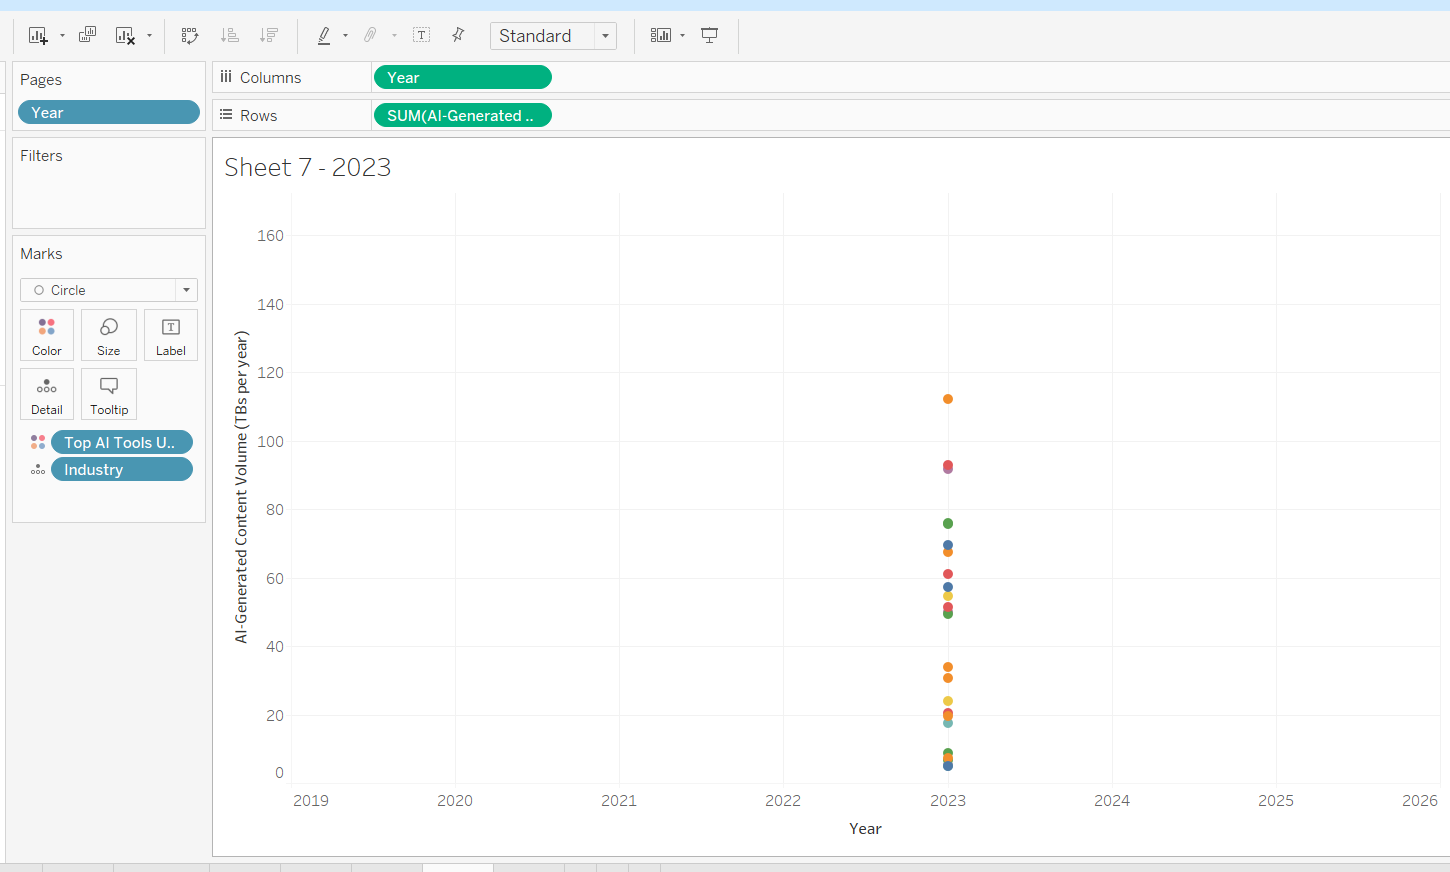 Standard
Pages
Year
Columns
Year
Rows
SUM(AI-Generated ..
Filters
Marks
Circle
Color
Size
T
Label
Detail
Tooltip
Top AI Tools U..
Industry
Sheet 7 - 2023
AI-Generated Content Volume (TBs per year)
160
140
120
100
80
60
40
20
0
2019 2020 2021 2022 2023 2024 2025 2026
Year